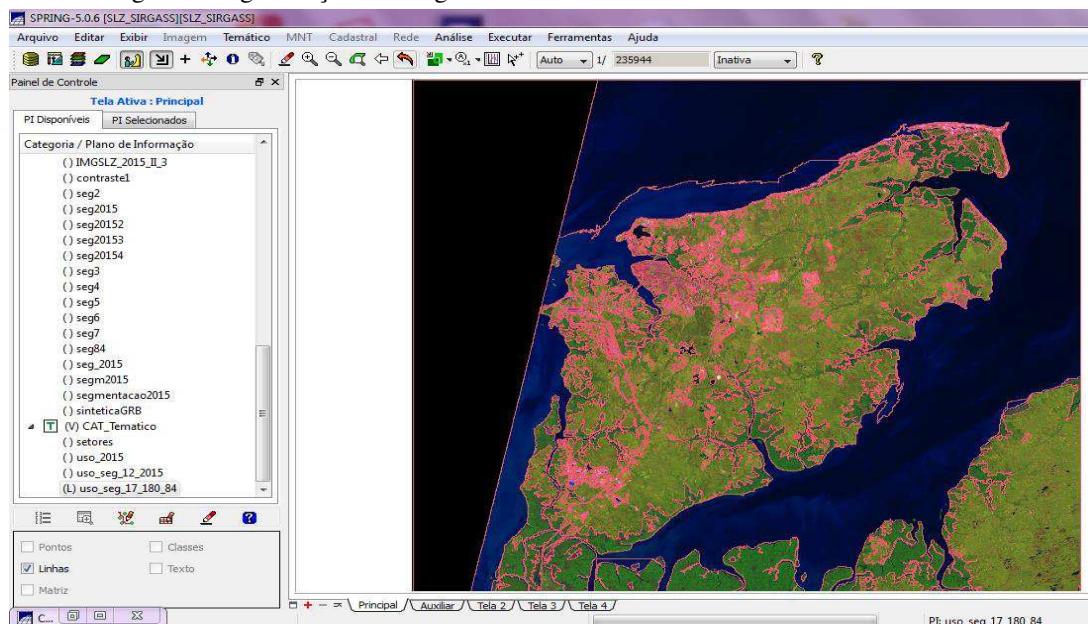 SPRING-5.0.6 [SLZ_SIRGASS][SLZ_SIRGASS]
Arquivo Editar Exibir Imagem Temático MNT Cadastral Rede Análise Executar Ferramentas Ajuda
Auto 1/ 235944 Inativa
Painel de Controle
Tela Ativa : Principal
PI Disponíveis PI Selecionados
Categoria / Plano de Informação
() IMGSLZ_2015_II_3
() contraste1
() seg2
() seg2015
() seg20152
() seg20153
() seg20154
() seg3
() seg4
() seg5
() seg6
() seg7
() seg84
() seg_2015
() segm2015
() segmentacao2015
() sinteticaGRB
T (V) CAT_Tematico
() setores
() uso_2015
() uso_seg_12_2015
(L) uso_seg_17_180_84
Pontos Classes
Linhas Texto
Matriz
Principal Auxiliar Tela 2 Tela 3 Tela 4
C...
PI: uso_seg_17_180_84